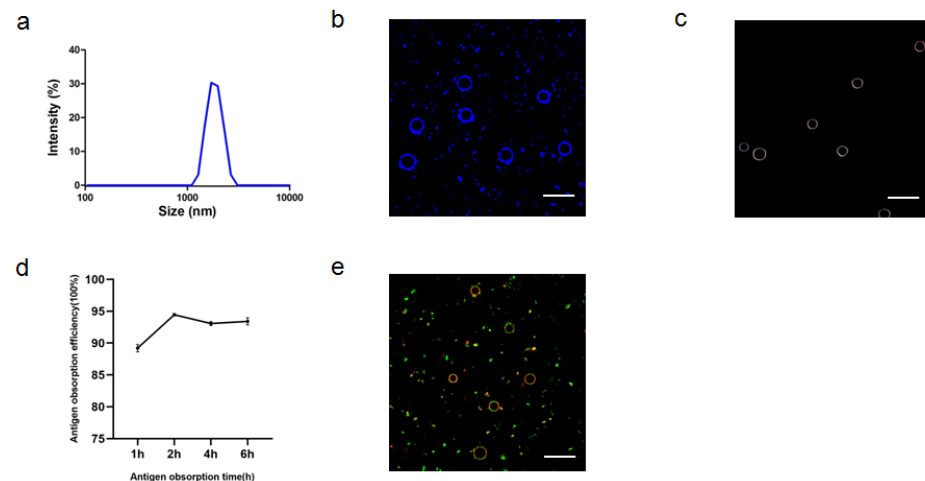 a
b
c
40
30
20
10
0
Intensity (%)
100
1000
10000
Size (nm)
d
e
100
95
90
85
80
75
Antigen obsorption efficiency(100%)
1h
2h
4h
6h
Antigen obsorption time(h)